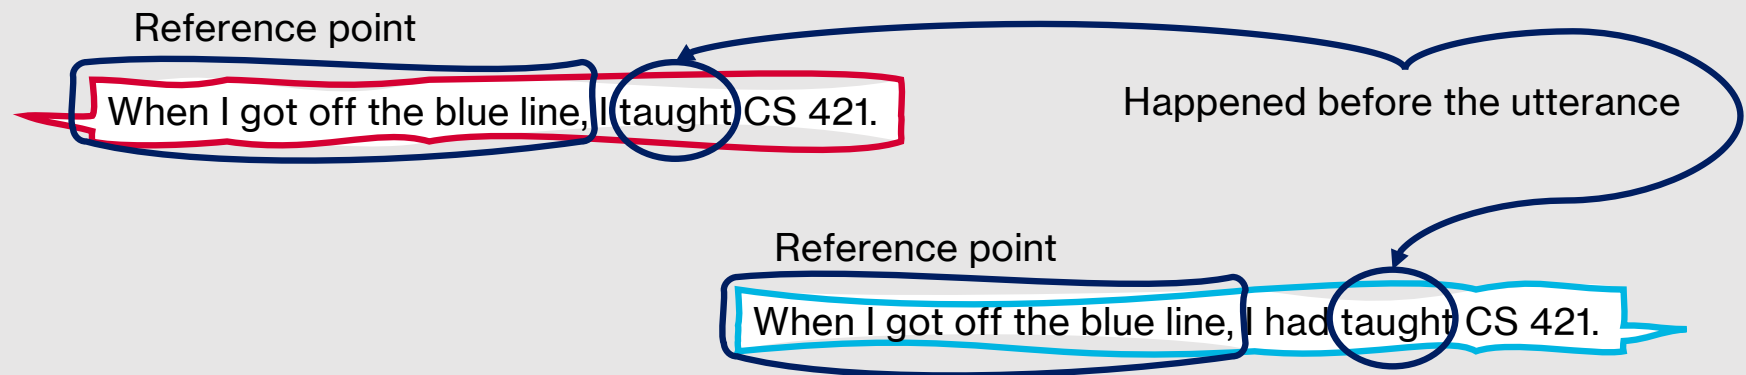 Reference point
When I got off the blue line, I taught CS 421.
Happened before the utterance
Reference point
When I got off the blue line, I had taught CS 421.